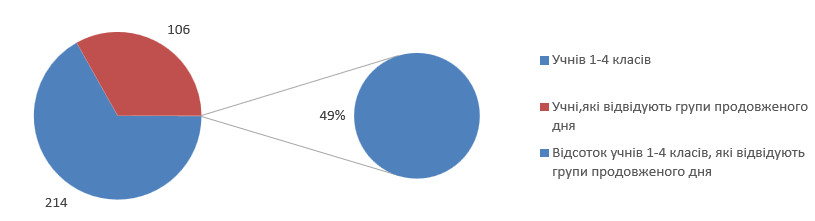 106
214
49%
Учнів 1-4 класів
Учні,які відвідують групи продовженого
дня
Відсоток учнів 1-4 класів, які відвідують
групи продовженого дня